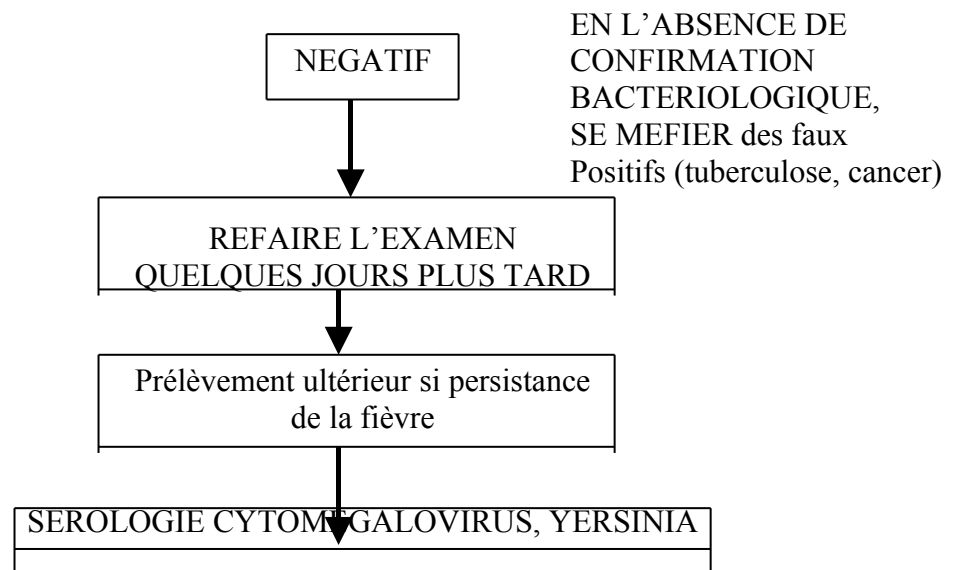 NEGATIF
EN L’ABSENCE DE
CONFIRMATION
BACTERIOLOGIQUE,
SE MEFIER des faux
Positifs (tuberculose, cancer)
REFAIRE L’EXAMEN
QUELQUES JOURS PLUS TARD
Prélèvement ultérieur si persistance
de la fièvre
SEROLOGIE CYTOMEGALOVIRUS, YERSINIA